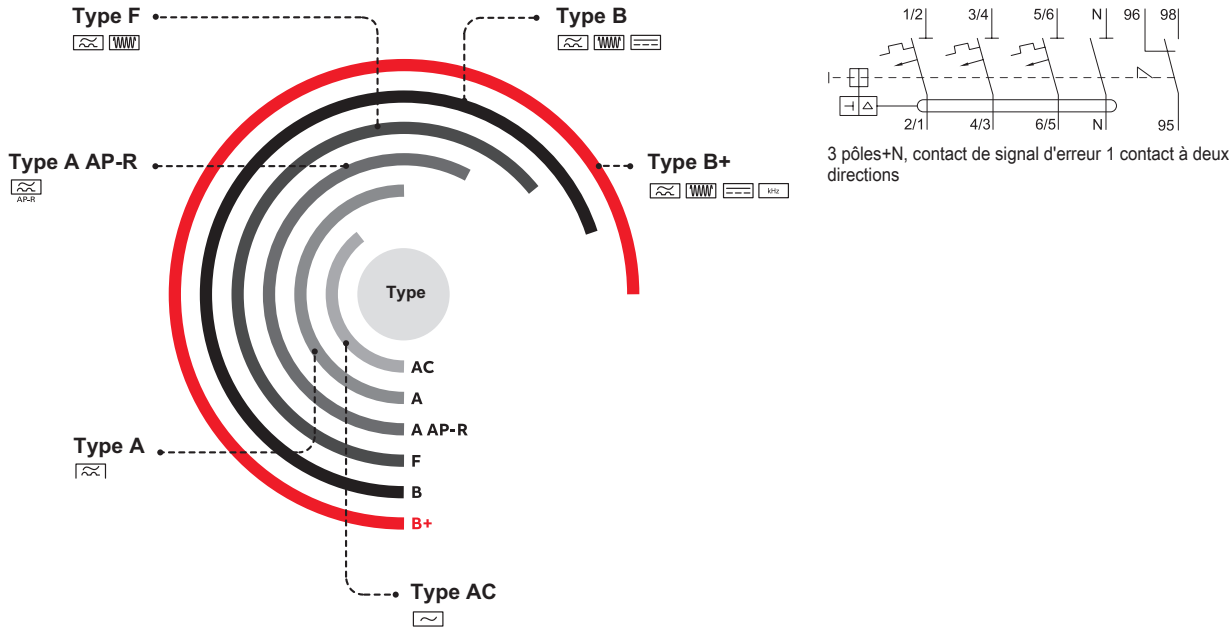 Type F
Type B
Type A AP-R
AP-R
Type B+
kHz
Type
AC
A
A AP-R
F
B
B+
Type A
Type AC
1/2 3/4 5/6 N 96 98
2/1 4/3 6/5 N 95
3 pôles+N, contact de signal d'erreur 1 contact à deux
directions